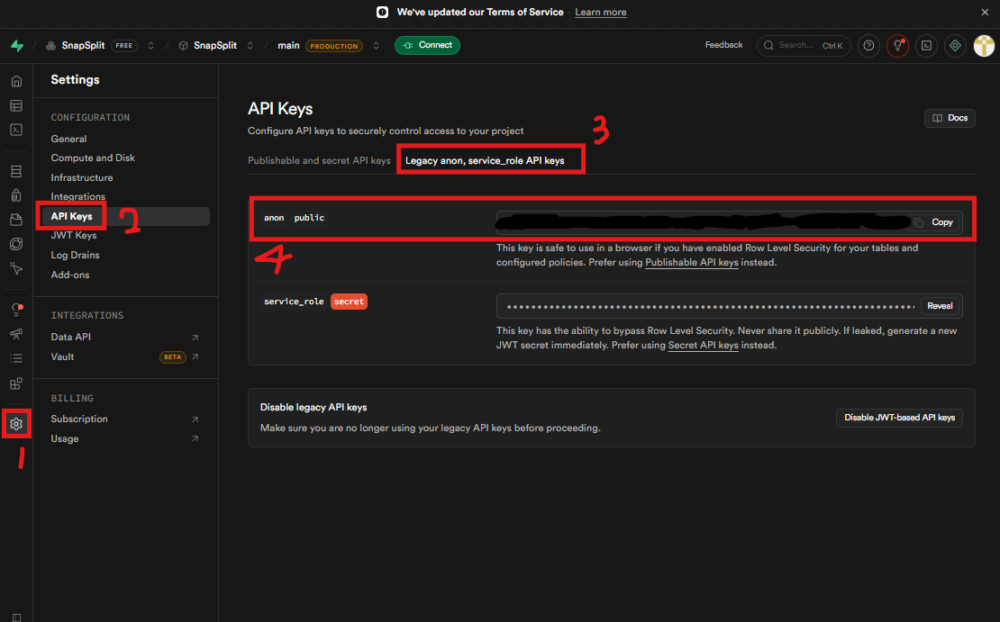 We've updated our Terms of Service Learn more
SnapSplit FREE / SnapSplit / main PRODUCTION Connect Feedback Search... Ctrl K
Settings
CONFIGURATION
General
Compute and Disk
Infrastructure
Integrations
API Keys 2
JWT Keys
Log Drains
Add-ons
INTEGRATIONS
Data API
Vault BETA
BILLING
Subscription
Usage
1
API Keys
Configure API keys to securely control access to your project
Docs
3
Publishable and secret API keys Legacy anon, service_role API keys
anon public Copy
4
This key is safe to use in a browser if you have enabled Row Level Security for your tables and
configured policies. Prefer using Publishable API keys instead.
service_role secret Reveal
This key has the ability to bypass Row Level Security. Never share it publicly. If leaked, generate a new
JWT secret immediately. Prefer using Secret API keys instead.
Disable legacy API keys
Make sure you are no longer using your legacy API keys before proceeding.
Disable JWT-based API keys